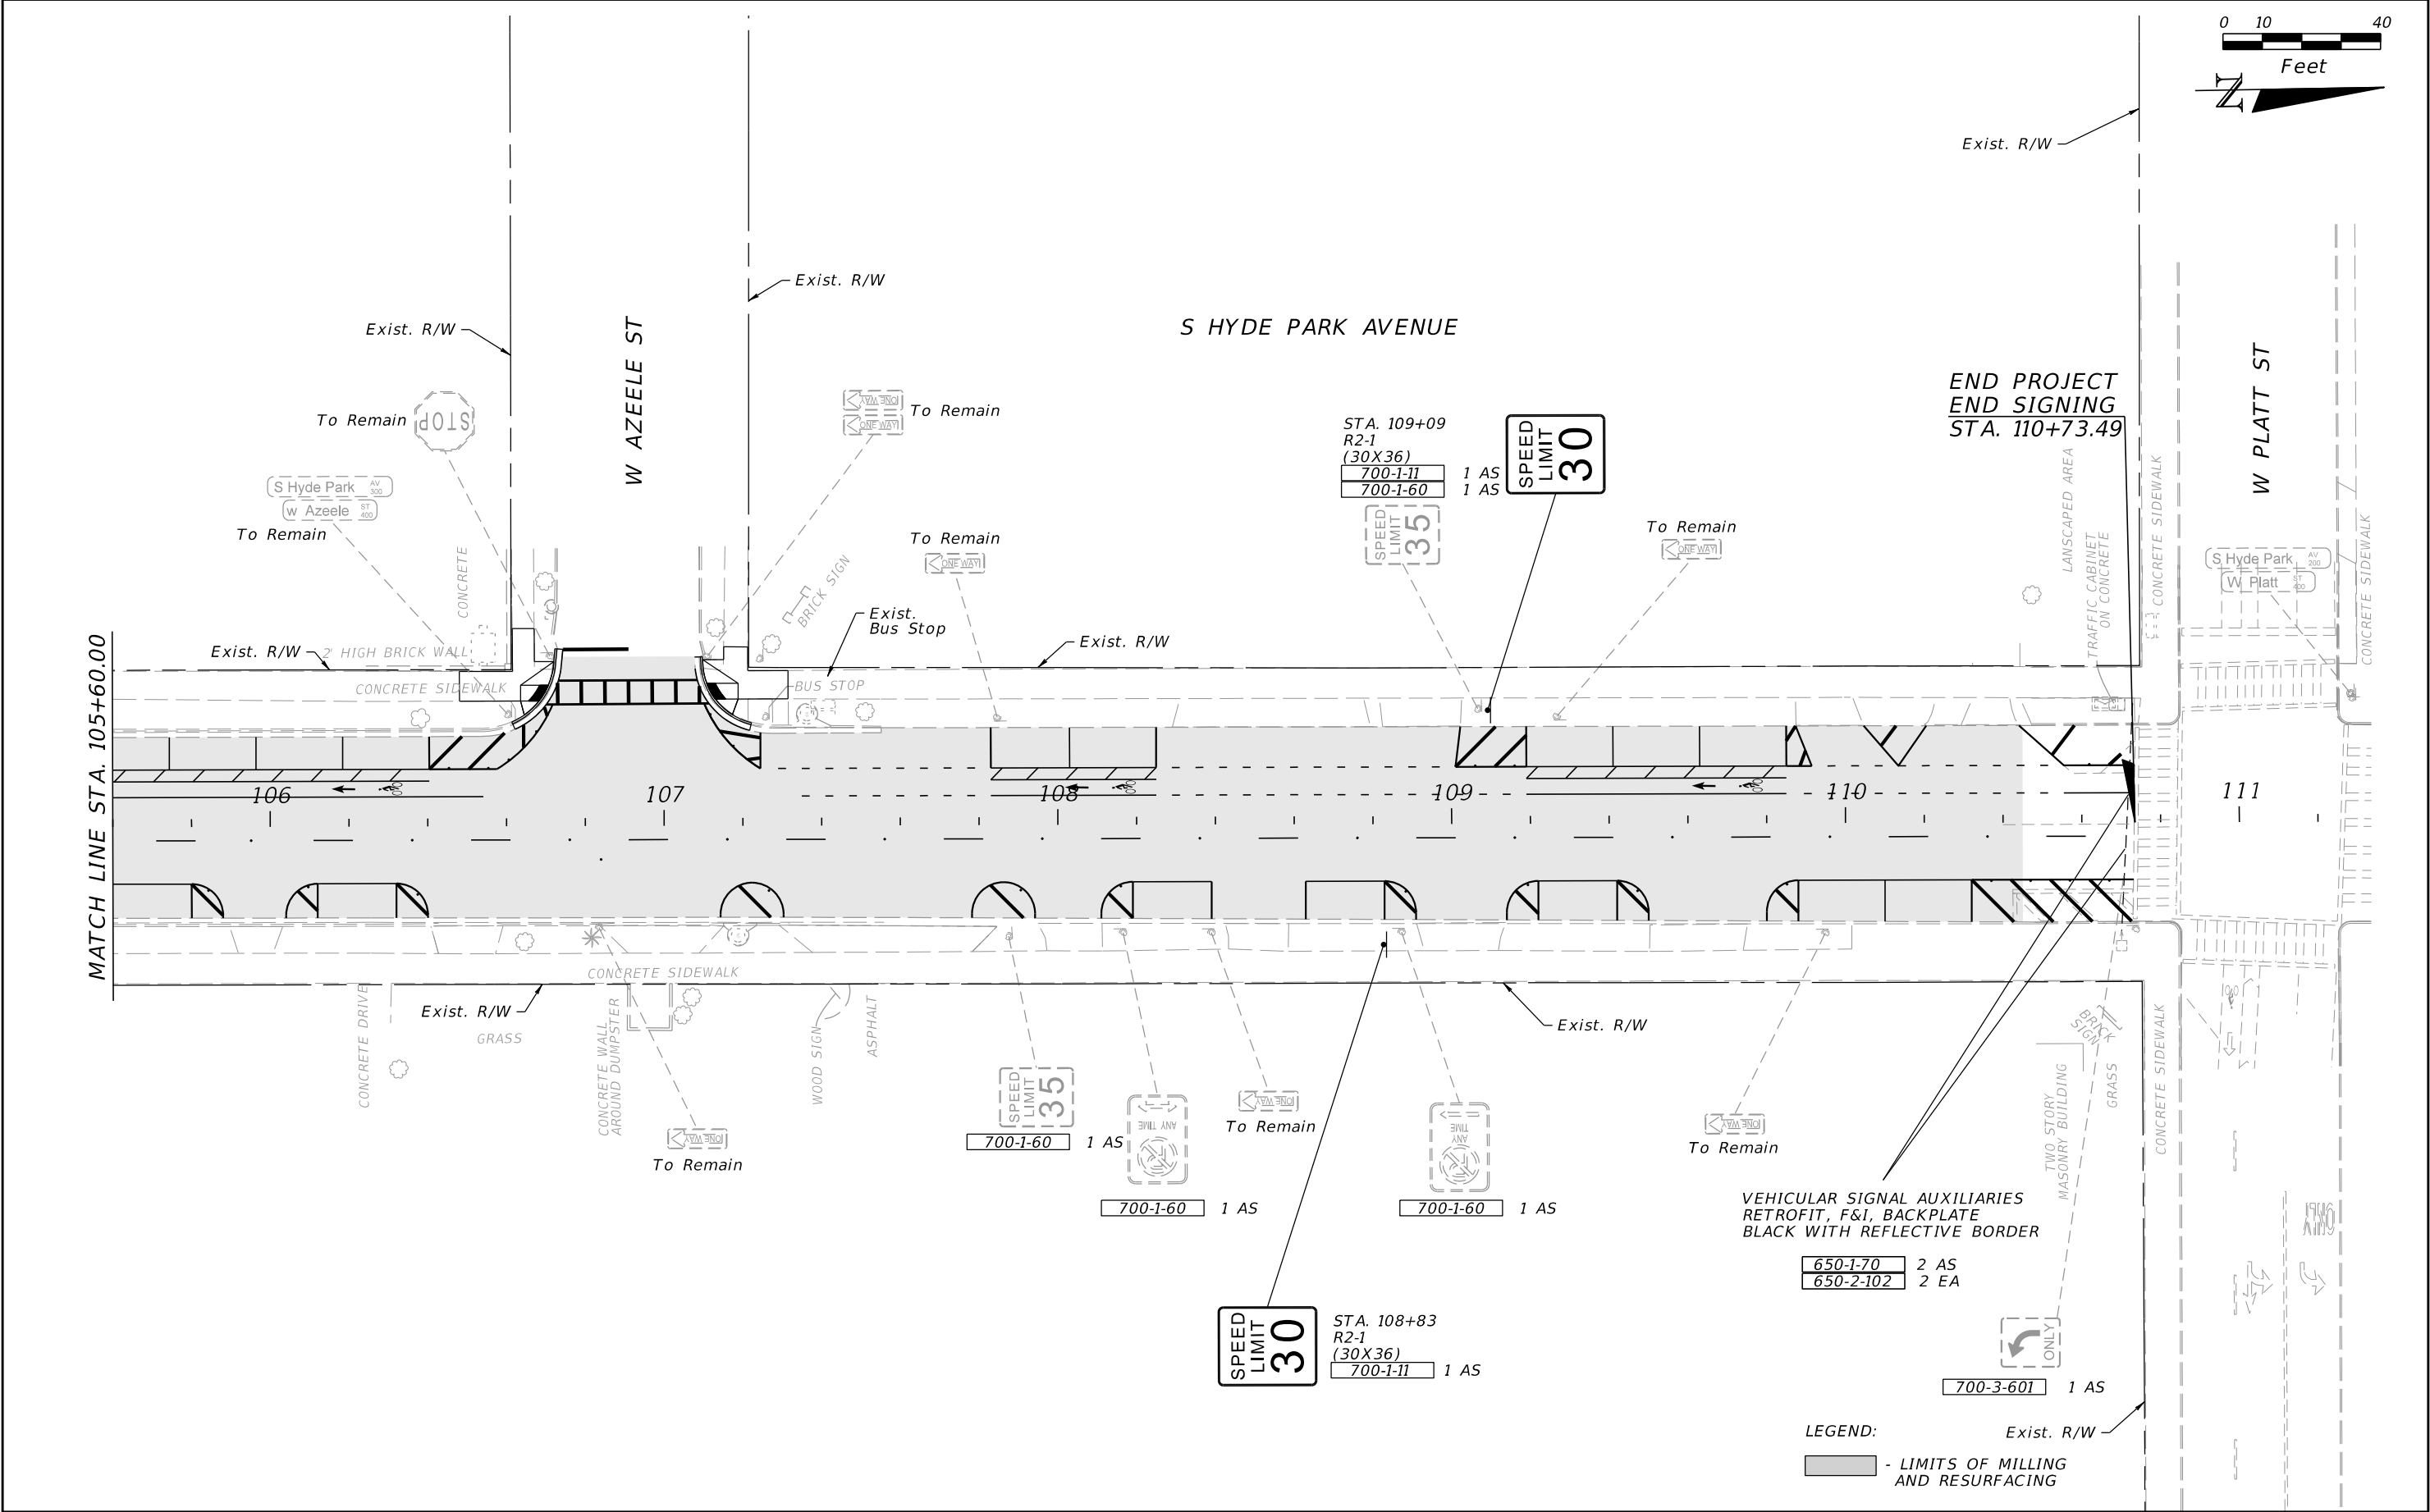 0 10 40
Feet
N
Exist. R/W
Exist. R/W
Exist. R/W
S HYDE PARK AVENUE
W AZEELE ST
W PLATT ST
END PROJECT
END SIGNING
STA. 110+73.49
To Remain
STOP
ONE WAY
ONE WAY
To Remain
STA. 109+09
R2-1
(30X36)
700-1-11 1 AS
700-1-60 1 AS
SPEED
LIMIT
30
SPEED
LIMIT
35
S Hyde Park AV 300
w Azeele ST 400
To Remain
To Remain
ONE WAY
To Remain
ONE WAY
LANSCAPED AREA
TRAFFIC CABINET
ON CONCRETE
CONCRETE SIDEWALK
S Hyde Park AV 200
W Platt ST 400
CONCRETE SIDEWALK
CONCRETE
BRICK SIGN
Exist.
Bus Stop
Exist. R/W
Exist. R/W
2' HIGH BRICK WALL
CONCRETE SIDEWALK
BUS STOP
MATCH LINE STA. 105+60.00
106 107 108 109 110 111
CONCRETE SIDEWALK
Exist. R/W
Exist. R/W
CONCRETE DRIVE
GRASS
CONCRETE WALL
AROUND DUMPSTER
WOOD SIGN
ASPHALT
ONE WAY
To Remain
SPEED
LIMIT
35
700-1-60 1 AS
ANY TIME
700-1-60 1 AS
ONE WAY
To Remain
ANY
TIME
700-1-60 1 AS
ONE WAY
To Remain
BRICK
SIGN
TWO STORY
MASONRY BUILDING
GRASS
CONCRETE SIDEWALK
ONLY
VEHICULAR SIGNAL AUXILIARIES
RETROFIT, F&I, BACKPLATE
BLACK WITH REFLECTIVE BORDER
650-1-70 2 AS
650-2-102 2 EA
SPEED
LIMIT
30
STA. 108+83
R2-1
(30X36)
700-1-11 1 AS
ONLY
700-3-601 1 AS
LEGEND:
Exist. R/W
- LIMITS OF MILLING
AND RESURFACING